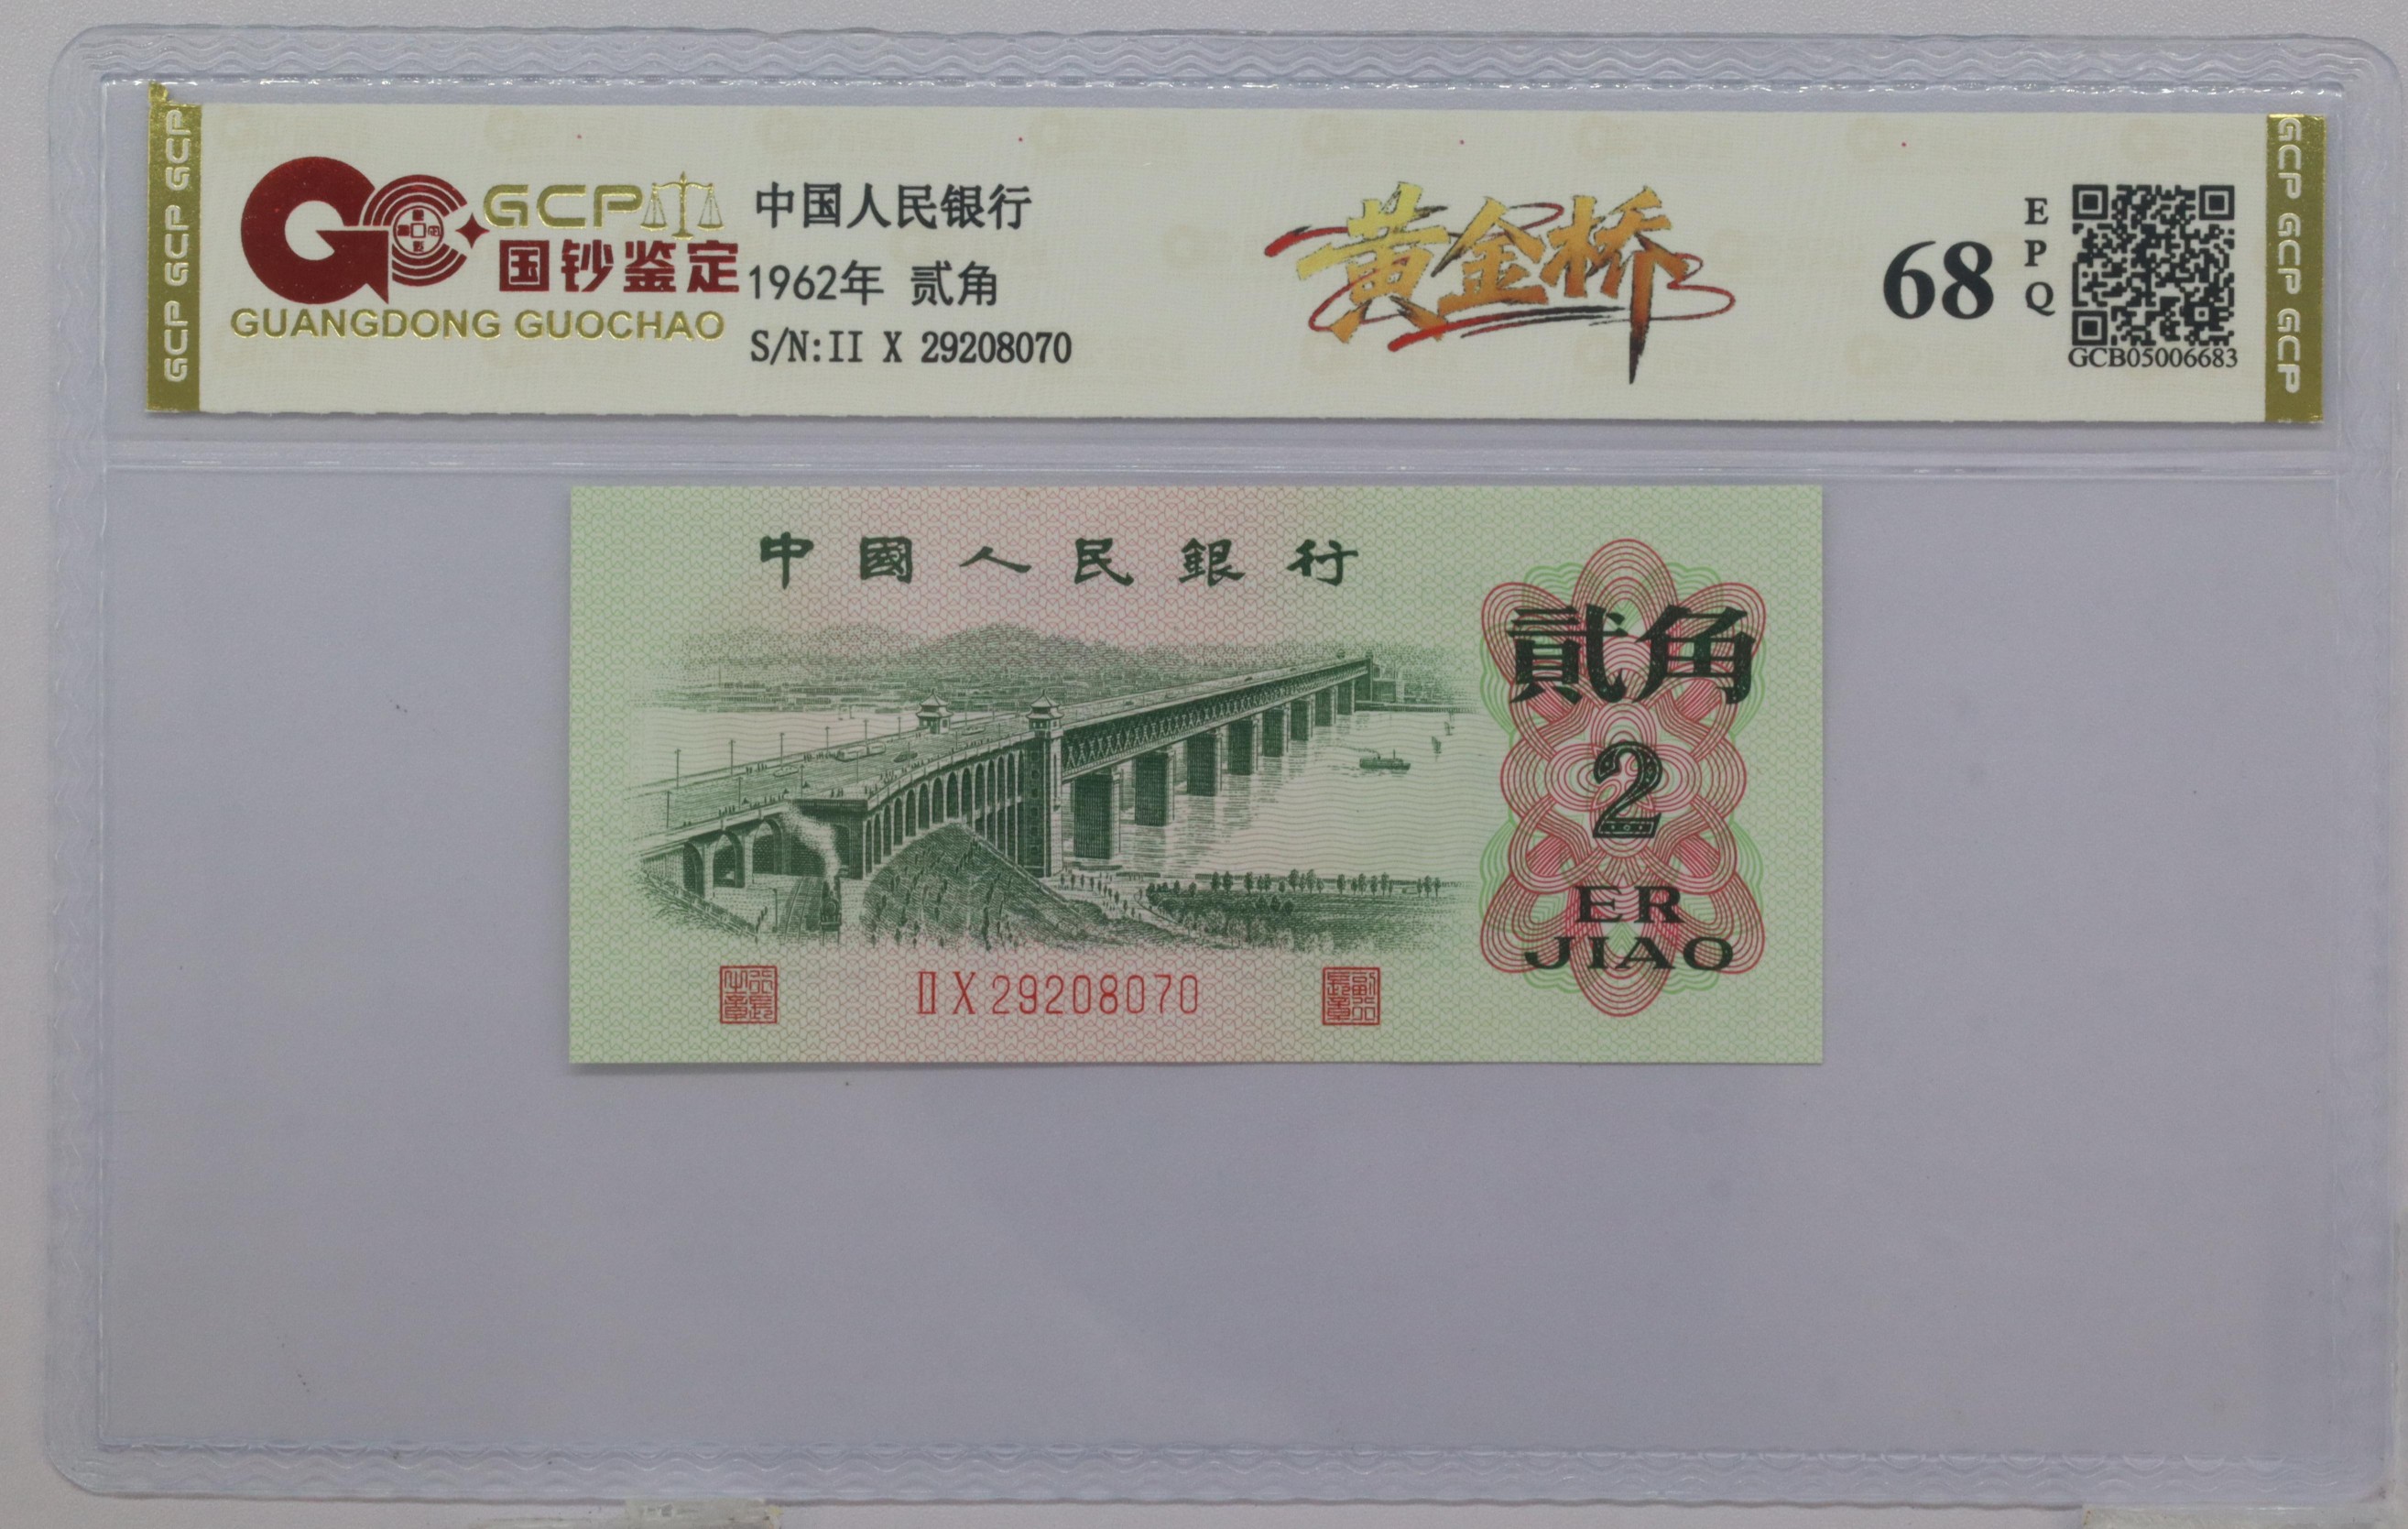 GCP GCP GCP
GCP
国钞鉴定
GUANGDONG GUOCHAO
中国人民银行
1962年 贰角
S/N:II X 29208070
黄金桥
68
EPQ
GCB05006683
GCP GCP GCP
中國人民銀行
貳角
2
ER
JIAO
II X 29208070